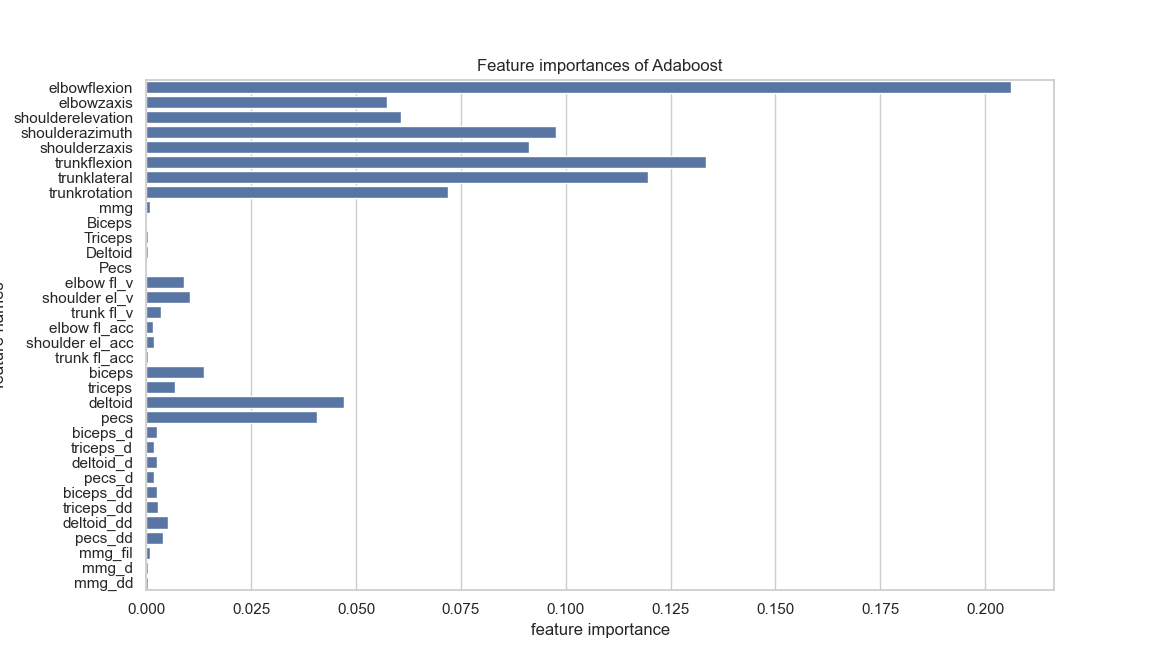 Feature importances of Adaboost
elbowflexion
elbowzaxis
shoulderelevation
shoulderazimuth
shoulderzaxis
trunkflexion
trunklateral
trunkrotation
mmg
Biceps
Triceps
Deltoid
Pecs
elbow fl_v
shoulder el_v
trunk fl_v
elbow fl_acc
shoulder el_acc
trunk fl_acc
biceps
triceps
deltoid
pecs
biceps_d
triceps_d
deltoid_d
pecs_d
biceps_dd
triceps_dd
deltoid_dd
pecs_dd
mmg_fil
mmg_d
mmg_dd
0.000 0.025 0.050 0.075 0.100 0.125 0.150 0.175 0.200
feature importance